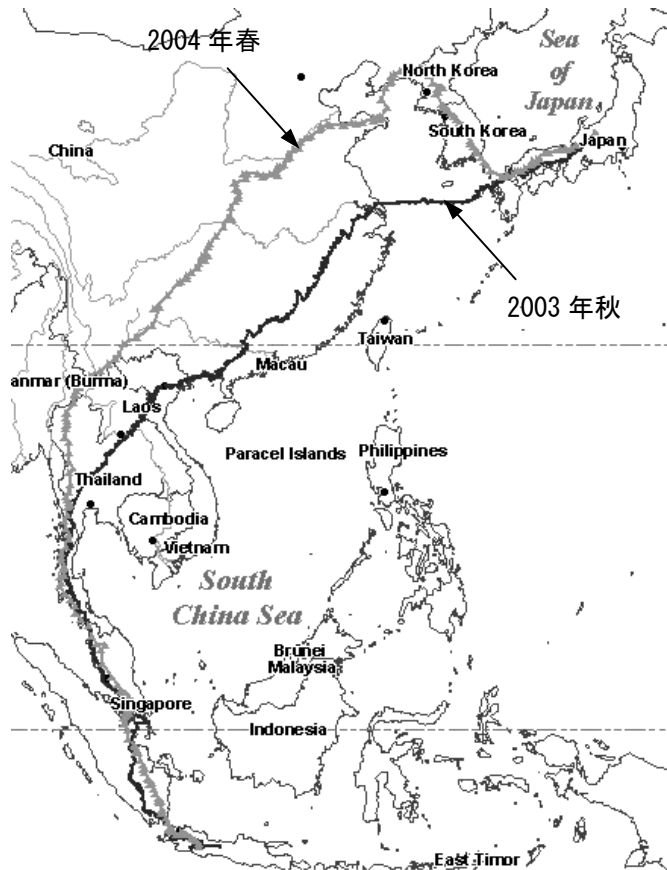 2004 年春
Sea
of
Japan
North Korea
South Korea
China
Japan
2003 年秋
Taiwan
Macau
anmar (Burma)
Laos
Paracel Islands
Philippines
Thailand
Cambodia
Vietnam
South
China Sea
Brunei
Malaysia
Singapore
Indonesia
East Timor